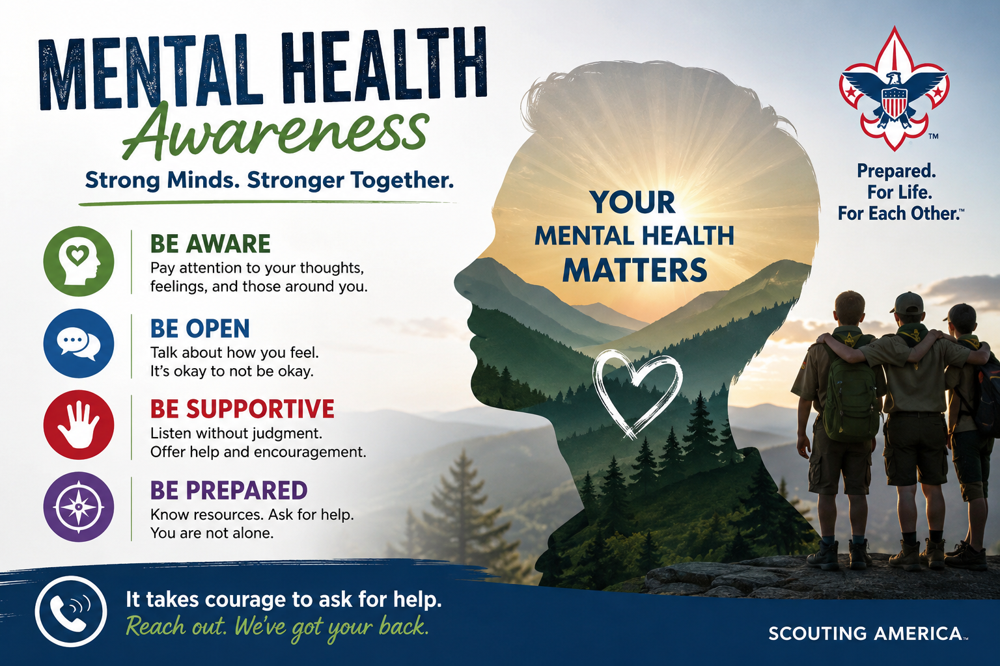 MENTAL HEALTH
Awareness
Strong Minds. Stronger Together.
BE AWARE
Pay attention to your thoughts,
feelings, and those around you.
BE OPEN
Talk about how you feel.
It's okay to not be okay.
BE SUPPORTIVE
Listen without judgment.
Offer help and encouragement.
BE PREPARED
Know resources. Ask for help.
You are not alone.
It takes courage to ask for help.
Reach out. We've got your back.
YOUR
MENTAL HEALTH
MATTERS
TM
Prepared.
For Life.
For Each Other.™
SCOUTING AMERICA™